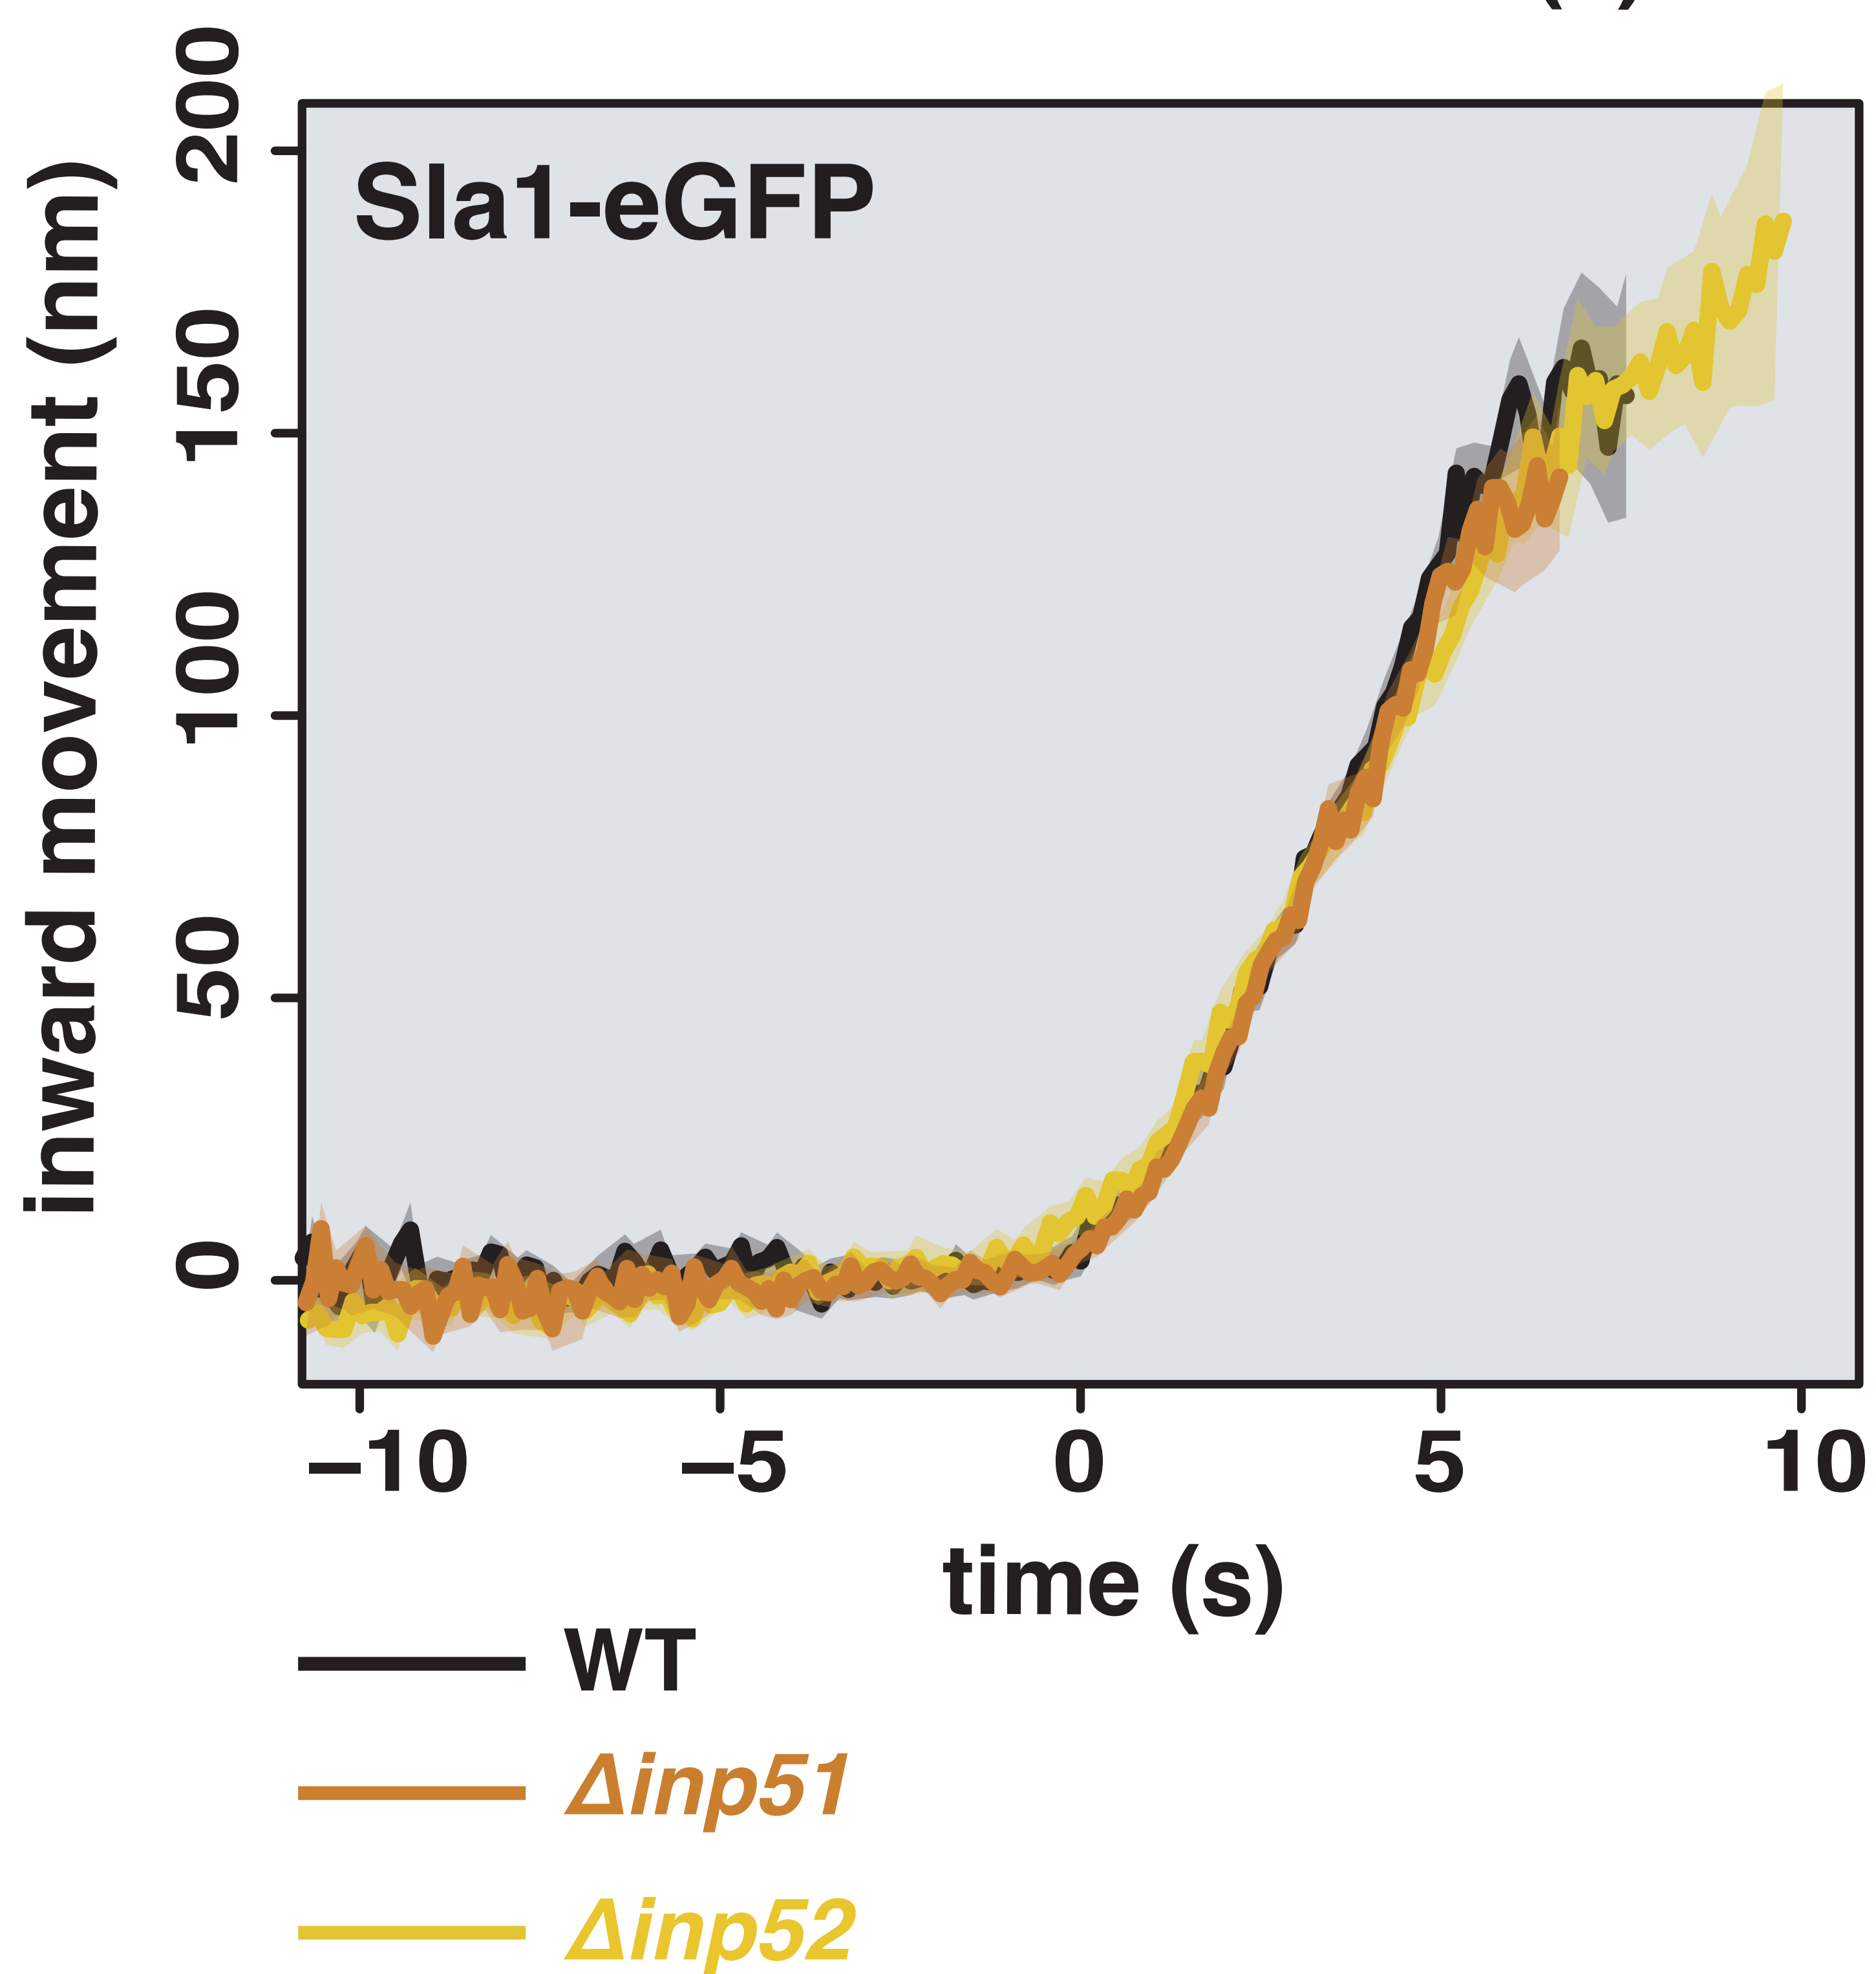 Sla1-eGFP
inward movement (nm)
200
150
100
50
0
−10 −5 0 5 10
time (s)
WT
Δinp51
Δinp52